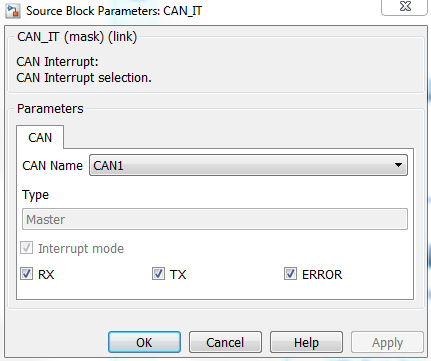 Source Block Parameters: CAN_IT
CAN_IT (mask) (link)
CAN Interrupt:
CAN Interrupt selection.
Parameters
CAN
CAN Name CAN1
Type
Master
Interrupt mode
RX TX ERROR
OK Cancel Help Apply